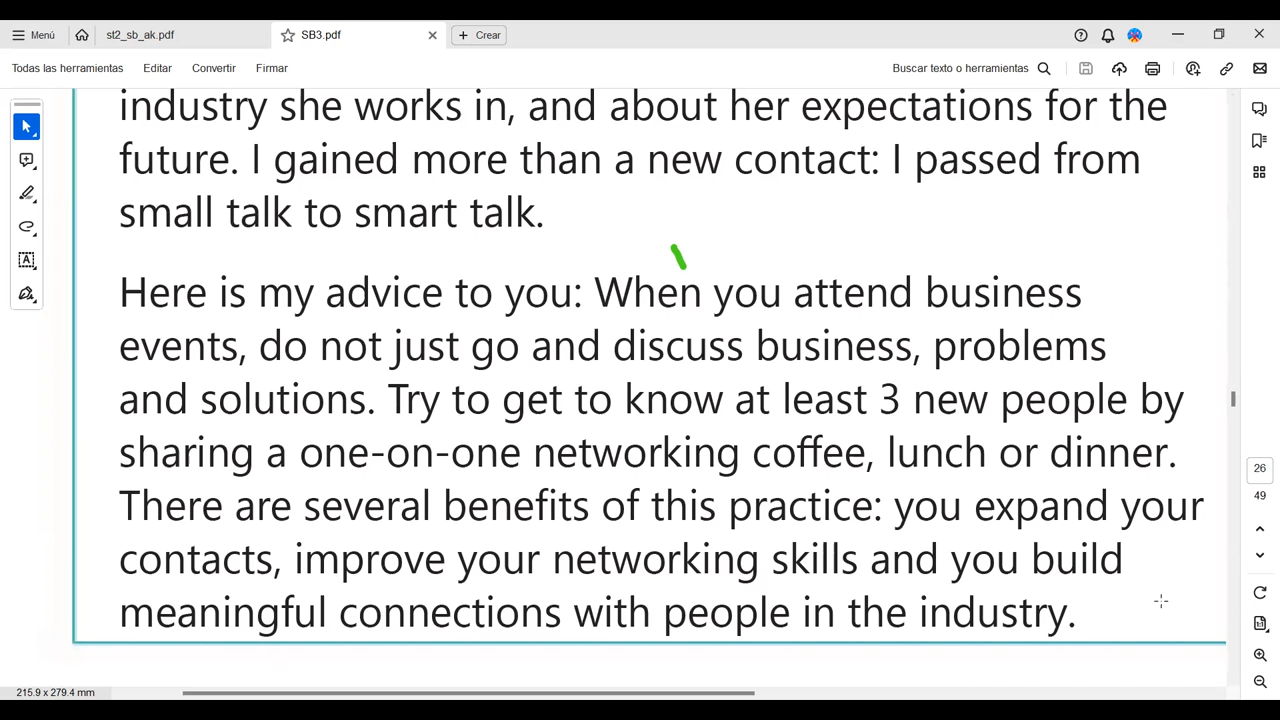 Menú
st2_sb_ak.pdf
SB3.pdf
Crear
Todas las herramientas
Editar
Convertir
Firmar
Buscar texto o herramientas
industry she works in, and about her expectations for the
future. I gained more than a new contact: I passed from
small talk to smart talk.
Here is my advice to you: When you attend business
events, do not just go and discuss business, problems
and solutions. Try to get to know at least 3 new people by
sharing a one-on-one networking coffee, lunch or dinner.
There are several benefits of this practice: you expand your
contacts, improve your networking skills and you build
meaningful connections with people in the industry.
26
49
215.9 x 279.4 mm